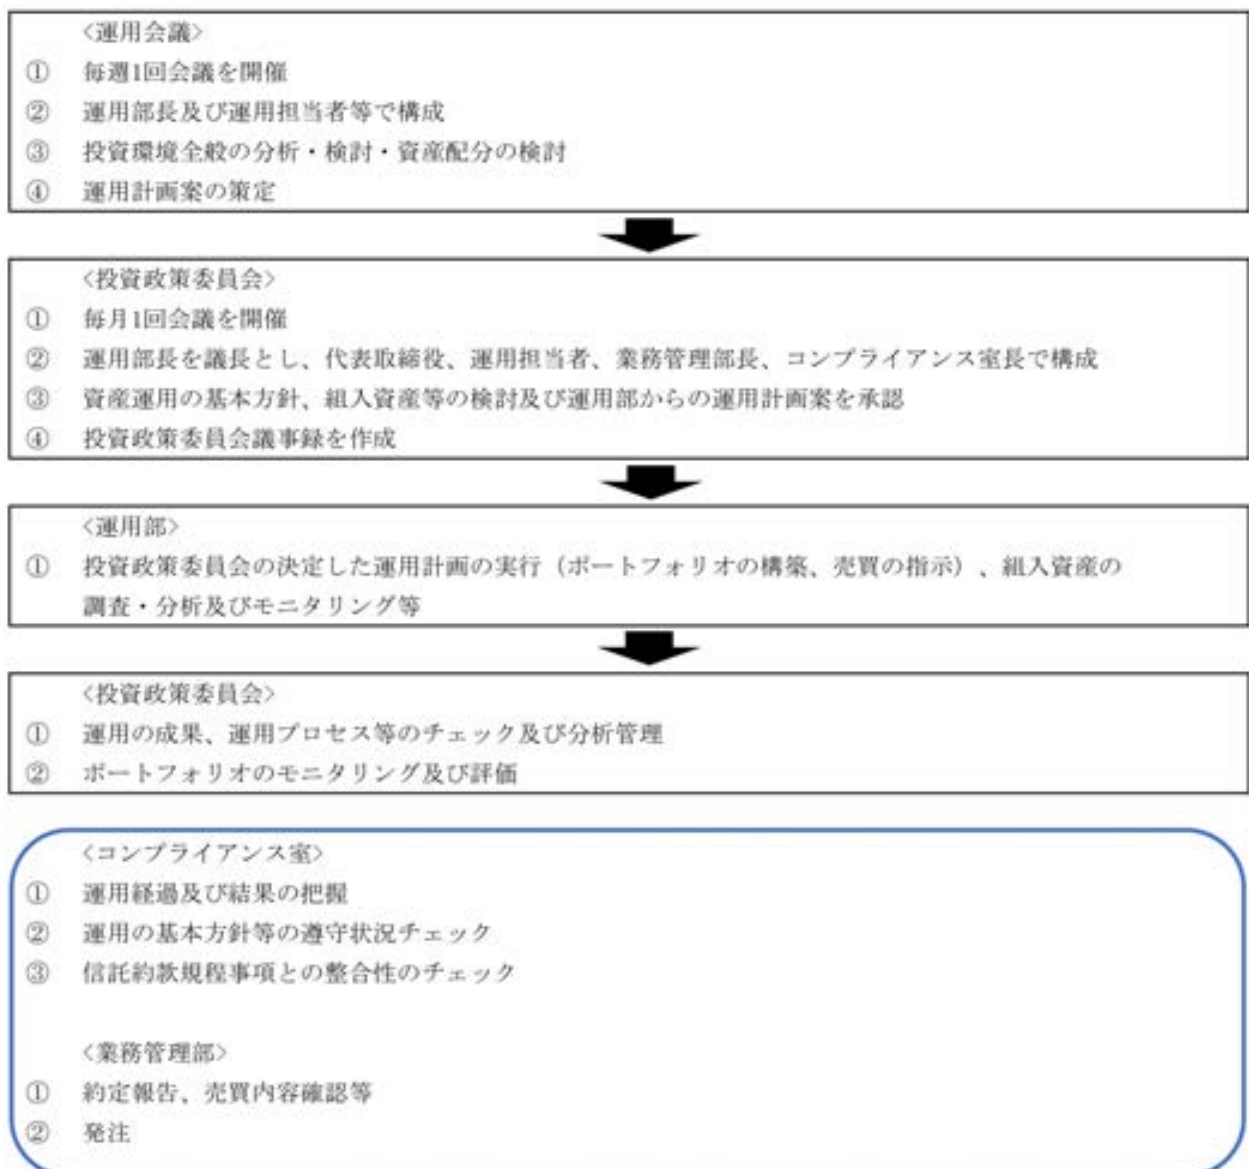 <運用会議>
① 毎週1回会議を開催
② 運用部長及び運用担当者等で構成
③ 投資環境全般の分析・検討・資産配分の検討
④ 運用計画案の策定
<投資政策委員会>
① 毎月1回会議を開催
② 運用部長を議長とし、代表取締役、運用担当者、業務管理部長、コンプライアンス室長で構成
③ 資産運用の基本方針、組入資産等の検討及び運用部からの運用計画案を承認
④ 投資政策委員会議事録を作成
<運用部>
① 投資政策委員会の決定した運用計画の実行（ポートフォリオの構築、売買の指示）、組入資産の
調査・分析及びモニタリング等
<投資政策委員会>
① 運用の成果、運用プロセス等のチェック及び分析管理
② ポートフォリオのモニタリング及び評価
<コンプライアンス室>
① 運用経過及び結果の把握
② 運用の基本方針等の遵守状況チェック
③ 信託約款規程事項との整合性のチェック
<業務管理部>
① 約定報告、売買内容確認等
② 発注